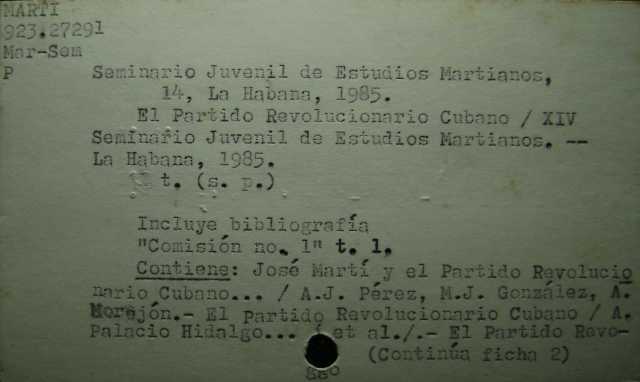 MARTI
923.27291
Mar-Sem
P Seminario Juvenil de Estudios Martianos,
14, La Habana, 1985.
El Partido Revolucionario Cubano / XIV
Seminario Juvenil de Estudios Martianos. --
La Habana, 1985.
t. (s. p.)
Incluye bibliografía
"Comisión no. 1" t. 1.
Contiene: José Martí y el Partido Revolucio
nario Cubano... / A.J. Pérez, M.J. González, A.
Morejón.- El Partido Revolucionario Cubano / A.
Palacio Hidalgo... / et al./.- El Partido Revo-
(Continúa ficha 2)